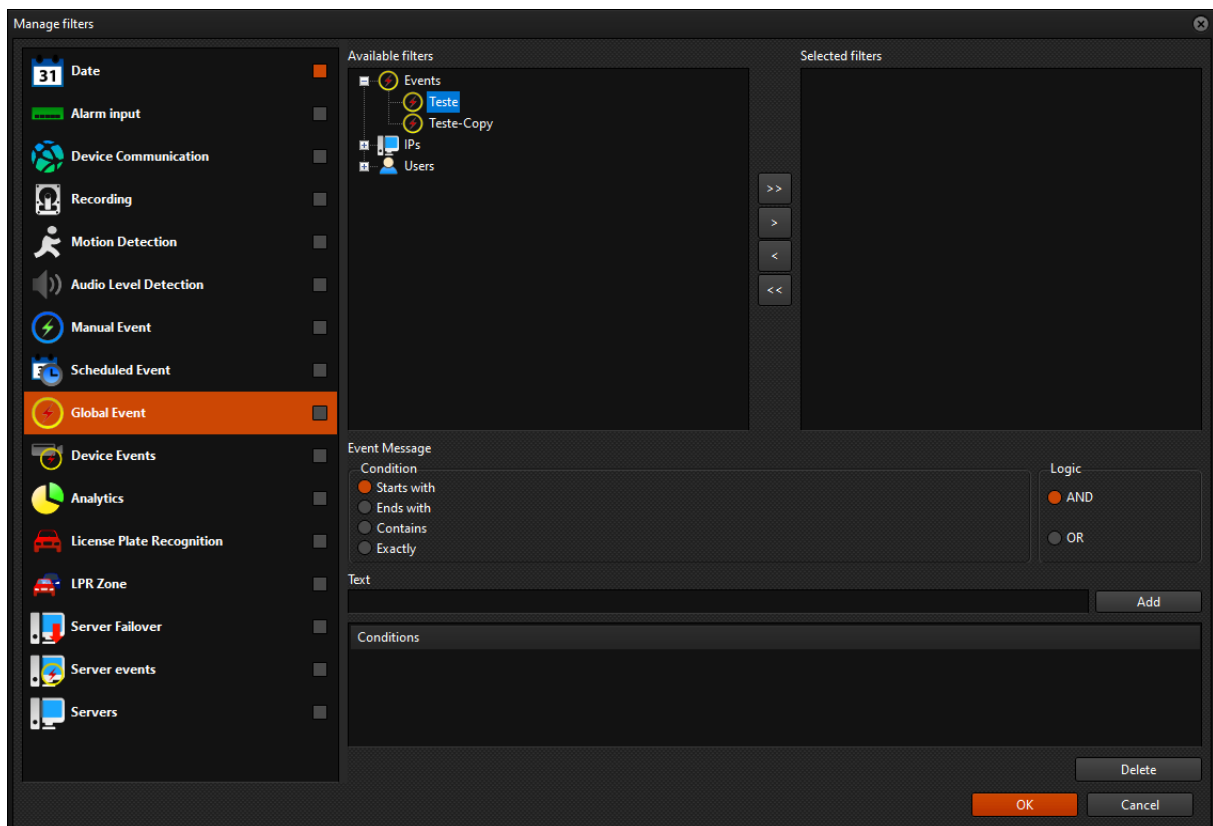 Manage filters
31 Date
Alarm input
Device Communication
Recording
Motion Detection
Audio Level Detection
Manual Event
Scheduled Event
Global Event
Device Events
Analytics
License Plate Recognition
LPR Zone
Server Failover
Server events
Servers
Available filters
Events
Teste
Teste-Copy
IPs
Users
>>
>
<
<<
Selected filters
Event Message
Condition
Starts with
Ends with
Contains
Exactly
Logic
AND
OR
Text
Add
Conditions
Delete
OK
Cancel